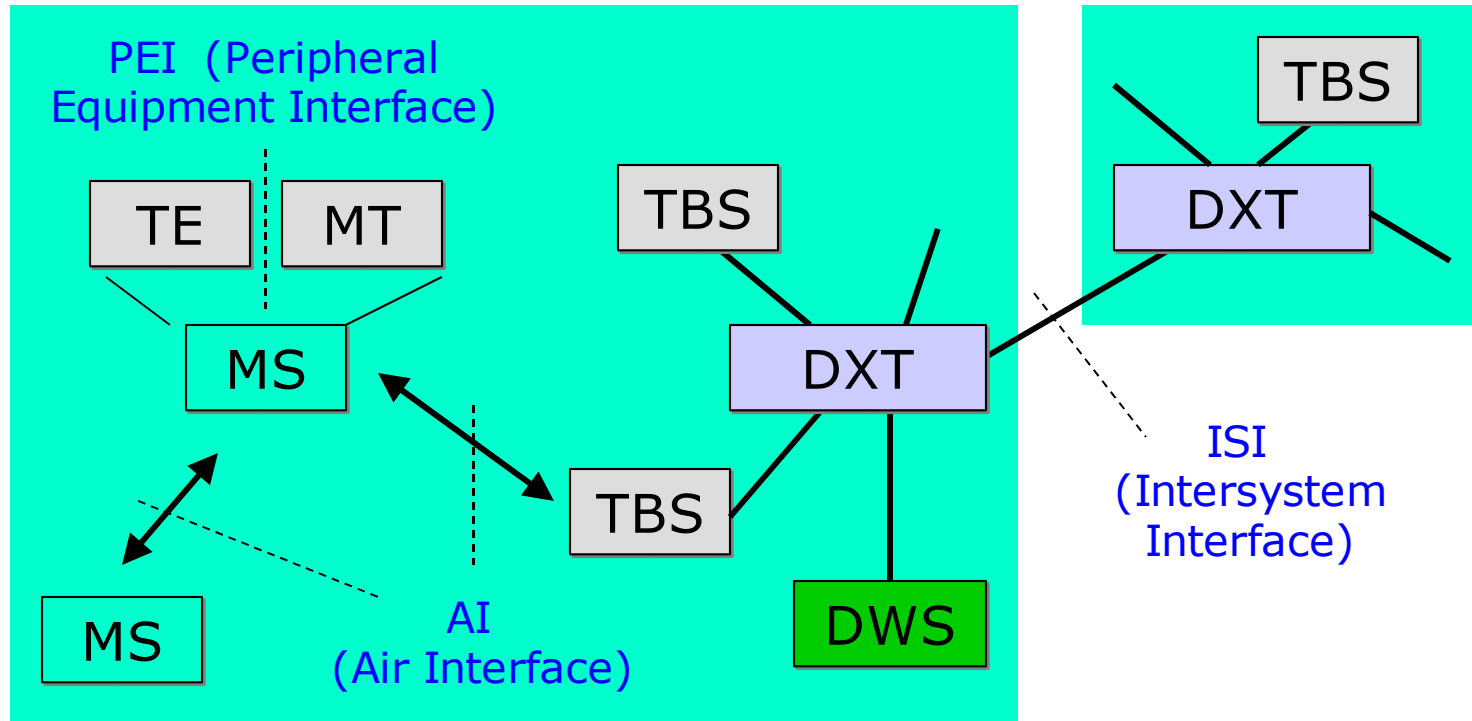 PEI (Peripheral
Equipment Interface)
TBS
TE
MT
TBS
DXT
MS
DXT
ISI
(Intersystem
Interface)
TBS
MS
AI
(Air Interface)
DWS